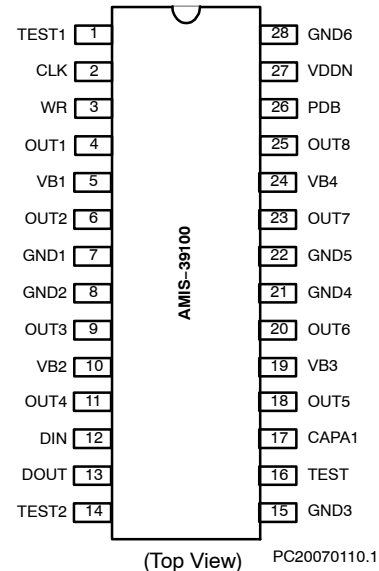 TEST1 1 28 GND6
CLK 2 27 VDDN
WR 3 26 PDB
OUT1 4 25 OUT8
VB1 5 24 VB4
OUT2 6 23 OUT7
GND1 7 22 GND5
GND2 8 21 GND4
OUT3 9 20 OUT6
VB2 10 19 VB3
OUT4 11 18 OUT5
DIN 12 17 CAPA1
DOUT 13 16 TEST
TEST2 14 15 GND3
AMIS−39100
(Top View) PC20070110.1